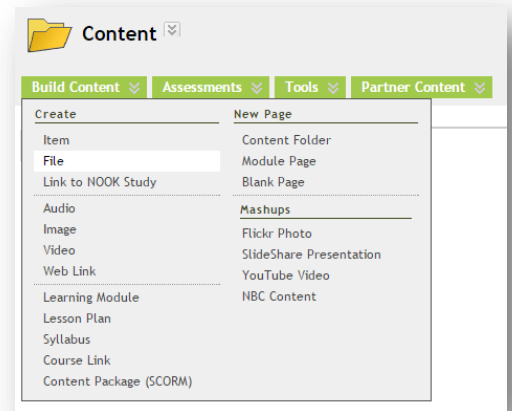 Content
Build Content Assessments Tools Partner Content
Create
Item
File
Link to NOOK Study
Audio
Image
Video
Web Link
Learning Module
Lesson Plan
Syllabus
Course Link
Content Package (SCORM)
New Page
Content Folder
Module Page
Blank Page
Mashups
Flickr Photo
SlideShare Presentation
YouTube Video
NBC Content